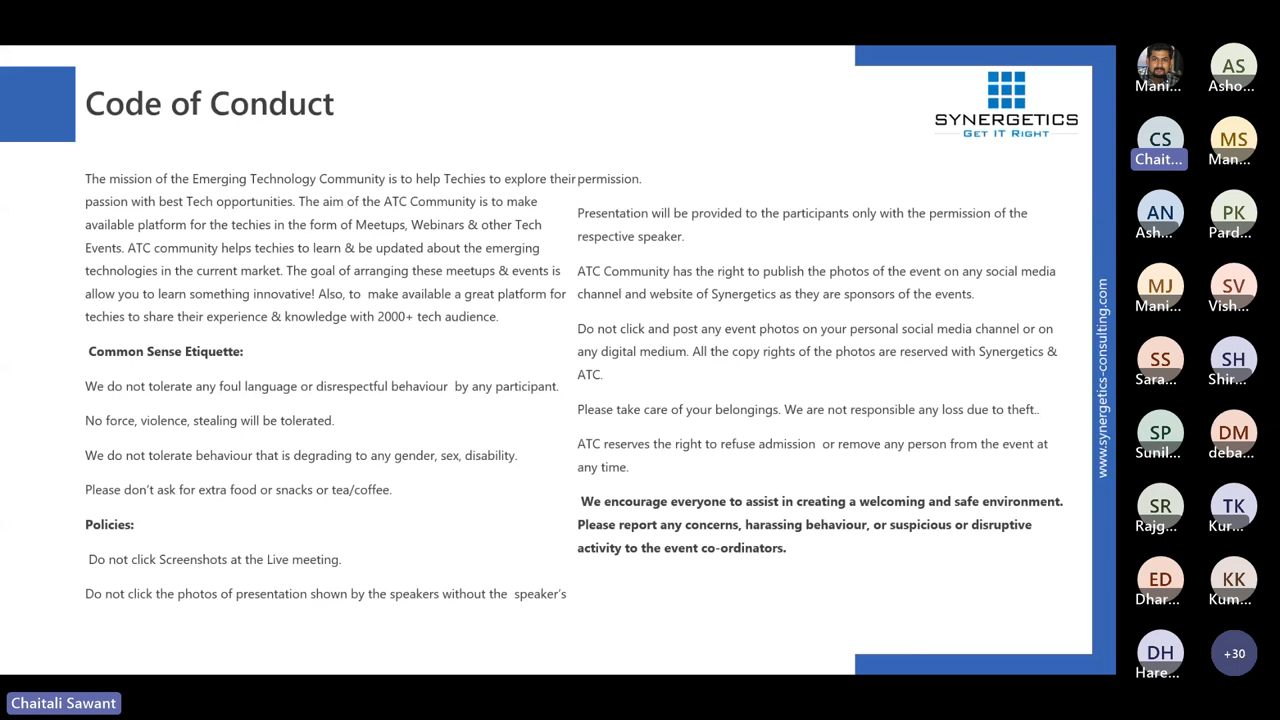 Code of Conduct
SYNERGETICS
GET IT RIGHT
The mission of the Emerging Technology Community is to help Techies to explore their
passion with best Tech opportunities. The aim of the ATC Community is to make
available platform for the techies in the form of Meetups, Webinars & other Tech
Events. ATC community helps techies to learn & be updated about the emerging
technologies in the current market. The goal of arranging these meetups & events is
allow you to learn something innovative! Also, to  make available a great platform for
techies to share their experience & knowledge with 2000+ tech audience.
Common Sense Etiquette:
We do not tolerate any foul language or disrespectful behaviour  by any participant.
No force, violence, stealing will be tolerated.
We do not tolerate behaviour that is degrading to any gender, sex, disability.
Please don't ask for extra food or snacks or tea/coffee.
Policies:
Do not click Screenshots at the Live meeting.
Do not click the photos of presentation shown by the speakers without the  speaker's
permission.
Presentation will be provided to the participants only with the permission of the
respective speaker.
ATC Community has the right to publish the photos of the event on any social media
channel and website of Synergetics as they are sponsors of the events.
Do not click and post any event photos on your personal social media channel or on
any digital medium. All the copy rights of the photos are reserved with Synergetics &
ATC.
Please take care of your belongings. We are not responsible any loss due to theft..
ATC reserves the right to refuse admission  or remove any person from the event at
any time.
We encourage everyone to assist in creating a welcoming and safe environment.
Please report any concerns, harassing behaviour, or suspicious or disruptive
activity to the event co-ordinators.
www.synergetics-consulting.com
Mani...
AS
Asho...
CS
Chait...
MS
Man...
AN
Ash...
PK
Pard...
MJ
Mani...
SV
Vish...
SS
Sara...
SH
Shir...
SP
Sunil...
DM
deba...
SR
Rajg...
TK
Kur...
ED
Dhar...
KK
Kum...
DH
Hare...
+30
Chaitali Sawant